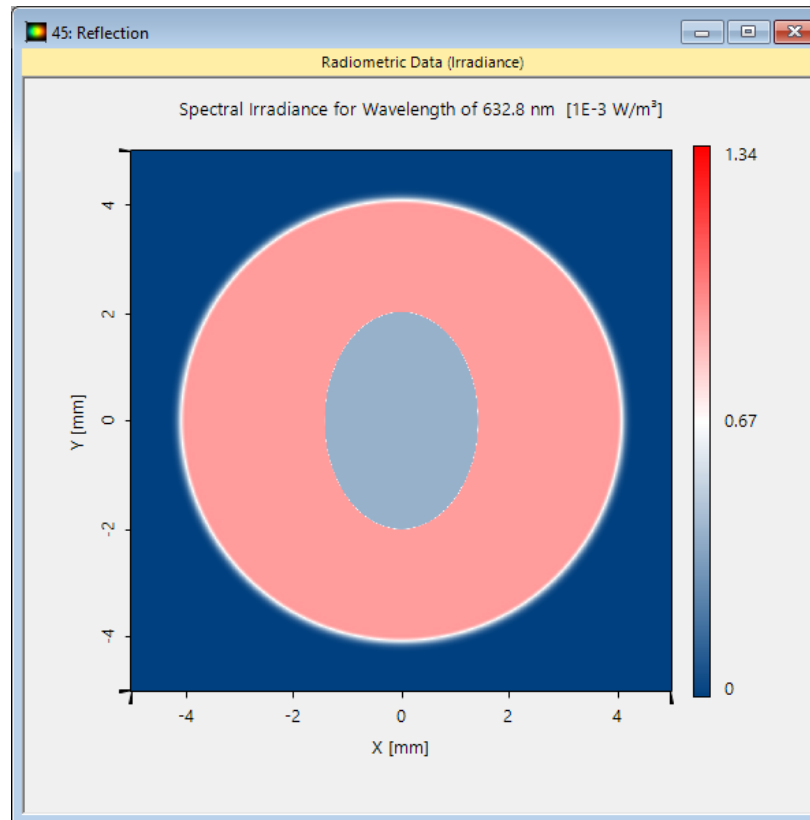 45: Reflection
Radiometric Data (Irradiance)
Spectral Irradiance for Wavelength of 632.8 nm [1E-3 W/m³]
1.34
0.67
0
4
2
0
-2
-4
Y [mm]
-4 -2 0 2 4
X [mm]